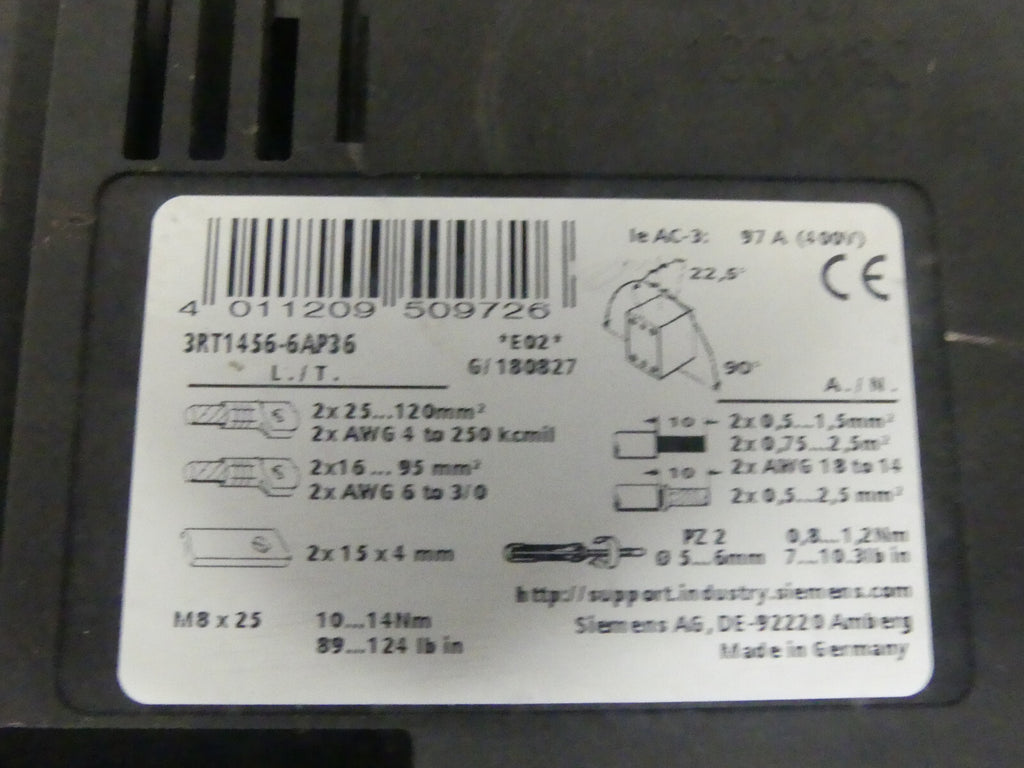 Ie AC-3: 97 A (400V)
22,5°
CE
4 011209 509726
3RT1456-6AP36
*E02*
G/180827
90°
L./T.
A./N.
2x 25...120mm²
2x AWG 4 to 250 kcmil
2x16 ... 95 mm²
2x AWG 6 to 3/0
2x 15 x 4 mm
M8 x 25
10....14Nm
89....124 lb in
10
2x 0,5...1,5mm²
2x 0,75...2,5m²
2x AWG 18 to 14
10
2x 0,5...2,5 mm²
PZ 2 0,8....1,2Nm
Ø 5...6mm 7....10.3lb in
http://support.industry.siemens.com
Siemens AG, DE-92220 Amberg
Made in Germany